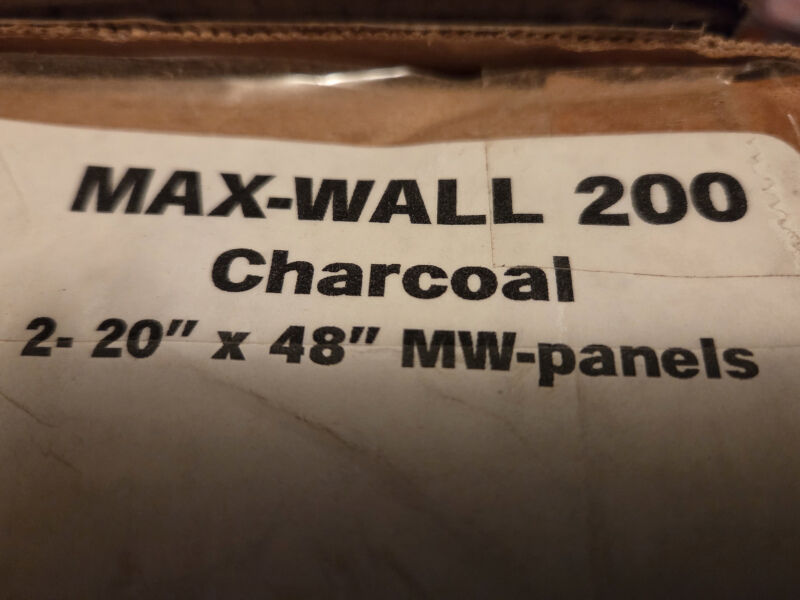 MAX-WALL 200
Charcoal
2- 20" x 48" MW-panels